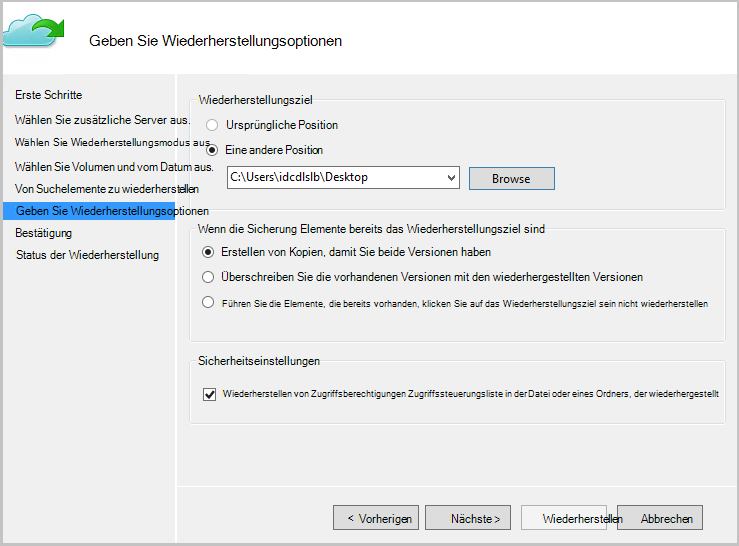 Geben Sie Wiederherstellungsoptionen
Erste Schritte
Wählen Sie zusätzliche Server aus.
Wählen Sie Wiederherstellungsmodus aus.
Wählen Sie Volumen und vom Datum aus.
Von Suchelemente zu wiederherstellen
Geben Sie Wiederherstellungsoptionen
Bestätigung
Status der Wiederherstellung
Wiederherstellungsziel
Ursprüngliche Position
Eine andere Position
C:\Users\idcdlslb\Desktop
Browse
Wenn die Sicherung Elemente bereits das Wiederherstellungsziel sind
Erstellen von Kopien, damit Sie beide Versionen haben
Überschreiben Sie die vorhandenen Versionen mit den wiederhergestellten Versionen
Führen Sie die Elemente, die bereits vorhanden, klicken Sie auf das Wiederherstellungsziel sein nicht wiederherstellen
Sicherheitseinstellungen
Wiederherstellen von Zugriffsberechtigungen Zugriffssteuerungsliste in der Datei oder eines Ordners, der wiederhergestellt
< Vorherigen
Nächste >
Wiederherstellen
Abbrechen